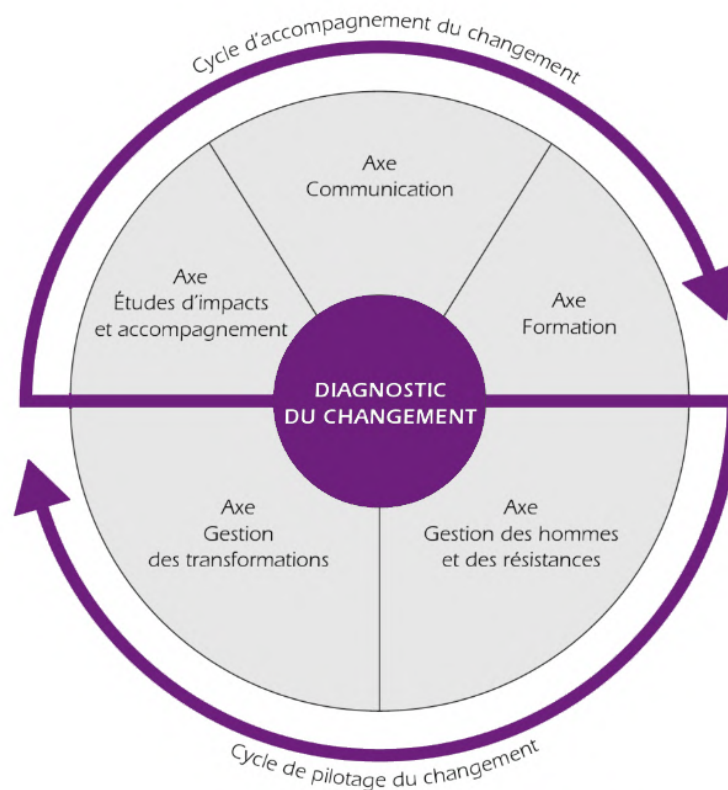 Cycle d'accompagnement du changement
Axe
Communication
Axe
Études d'impacts
et accompagnement
Axe
Formation
DIAGNOSTIC
DU CHANGEMENT
Axe
Gestion
des transformations
Axe
Gestion des hommes
et des résistances
Cycle de pilotage du changement